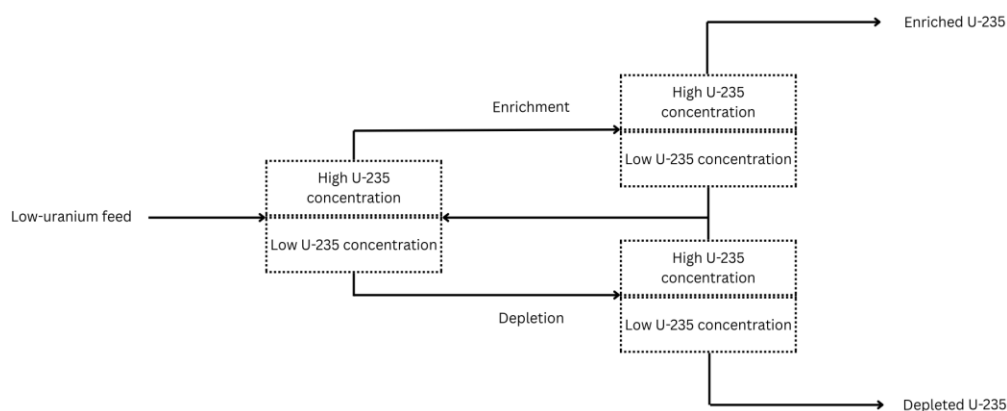 Enriched U-235
High U-235
concentration
Enrichment
Low U-235 concentration
High U-235
concentration
Low-uranium feed
Low U-235 concentration
High U-235
concentration
Depletion
Low U-235 concentration
Depleted U-235